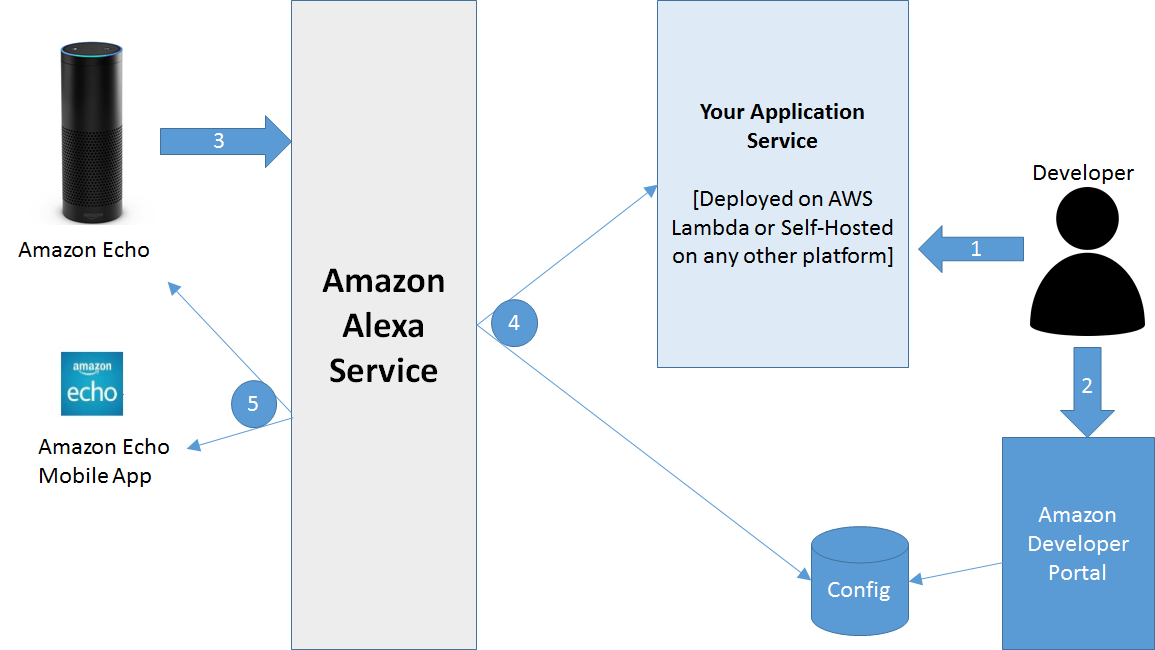 Amazon Echo
3
Amazon
Alexa
Service
Your Application
Service
[Deployed on AWS
Lambda or Self-Hosted
on any other platform]
Developer
1
2
4
5
amazon
echo
Amazon Echo
Mobile App
Config
Amazon
Developer
Portal